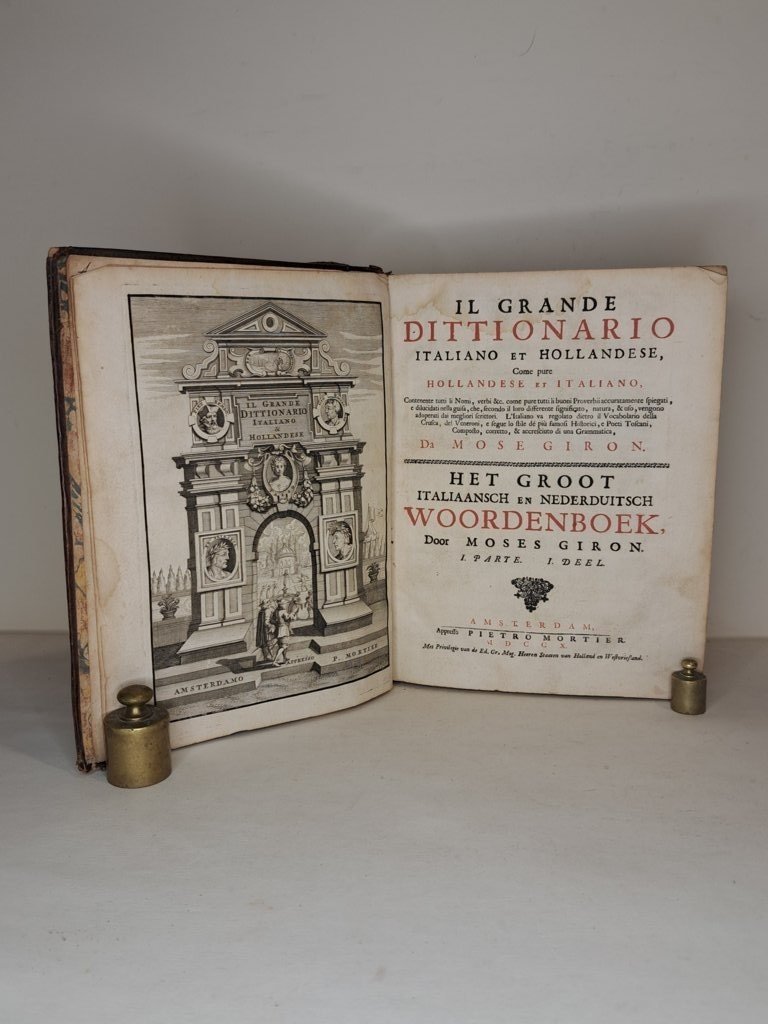 IL GRANDE
DITTIONARIO
ITALIANO
&
HOLLANDESE
AMSTERDAMO
APRESSO
P. MORTIER
IL GRANDE
DITTIONARIO
ITALIANO ET HOLLANDESE,
Come pure
HOLLANDESE ET ITALIANO,
Contenente tutti li Nomi, verbi &c. come pure tutti li buoni Proverbii accuratamente spiegati,
e dilucidati nella guisa, che, secondo il loro differente significato, natura, & uso, vengono
adoperati dai megliori scrittori. L'Italiano va regolato dietro il Vocabolario della
Crusca, del Veneroni, e segue lo stile dé più famosi Historici, e Poeti Toscani,
Composto, corretto, & accresciuto di una Grammatica,
Da MOSE GIRON.
HET GROOT
ITALIAANSCH EN NEDERDUITSCH
WOORDENBOEK,
Door MOSES GIRON.
I. PARTE. I. DEEL.
AMSTERDAM,
Appresso PIETRO MORTIER.
MDCCX.
Met Privilegie van de Ed. Gr. Mog. Heeren Staaten van Holland en Westvriesland.